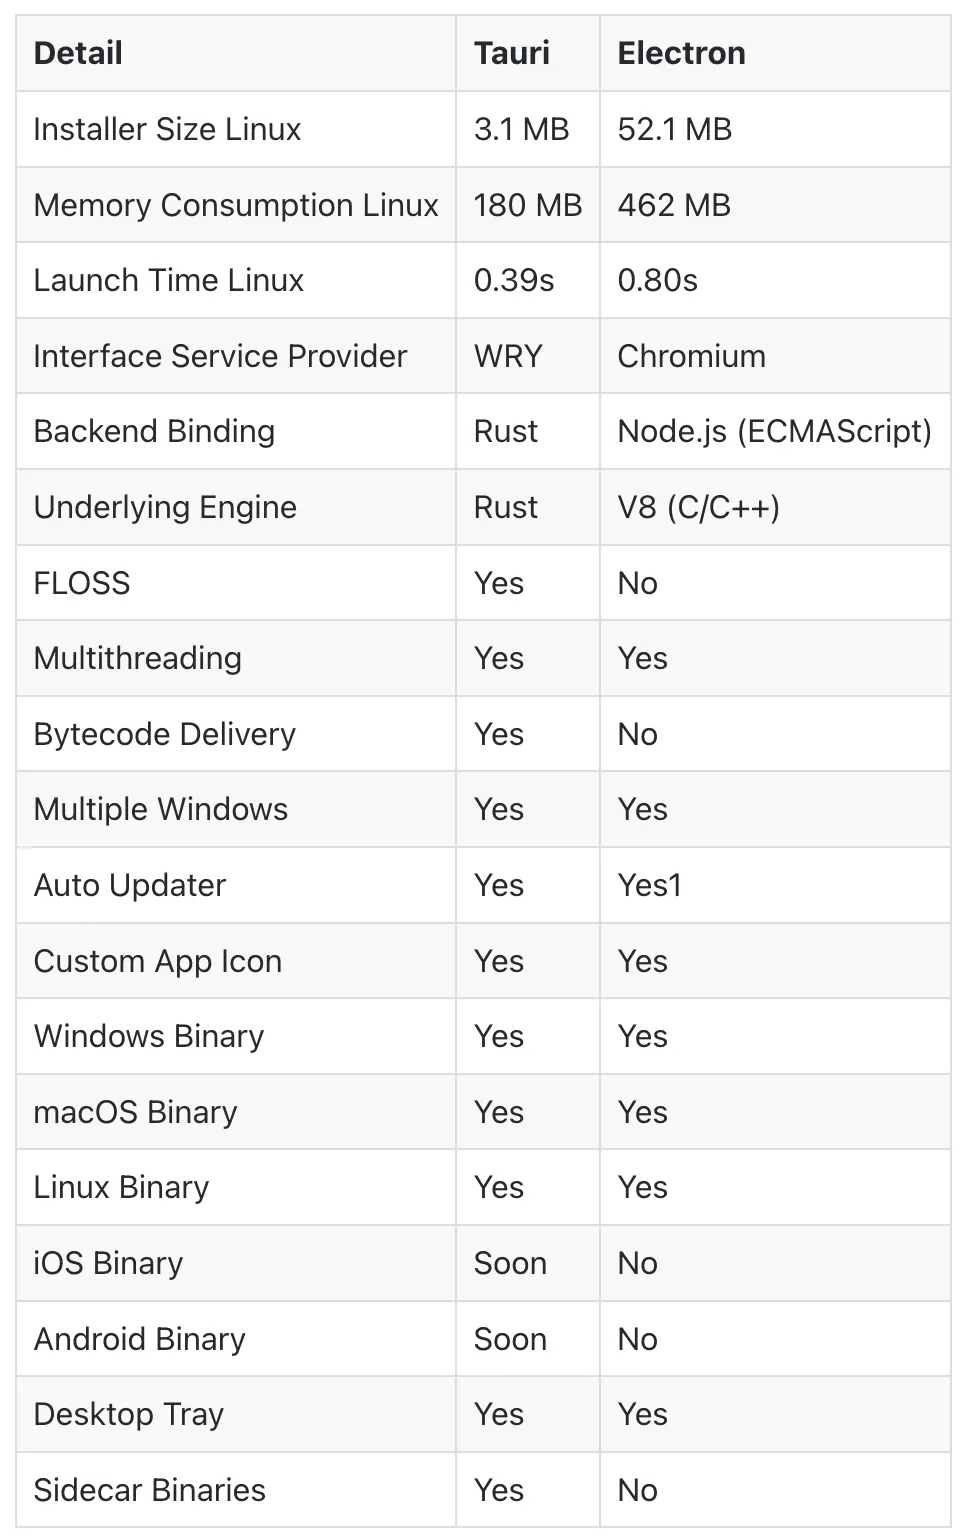 Detail Tauri Electron
Installer Size Linux 3.1 MB 52.1 MB
Memory Consumption Linux 180 MB 462 MB
Launch Time Linux 0.39s 0.80s
Interface Service Provider WRY Chromium
Backend Binding Rust Node.js (ECMAScript)
Underlying Engine Rust V8 (C/C++)
FLOSS Yes No
Multithreading Yes Yes
Bytecode Delivery Yes No
Multiple Windows Yes Yes
Auto Updater Yes Yes1
Custom App Icon Yes Yes
Windows Binary Yes Yes
macOS Binary Yes Yes
Linux Binary Yes Yes
iOS Binary Soon No
Android Binary Soon No
Desktop Tray Yes Yes
Sidecar Binaries Yes No